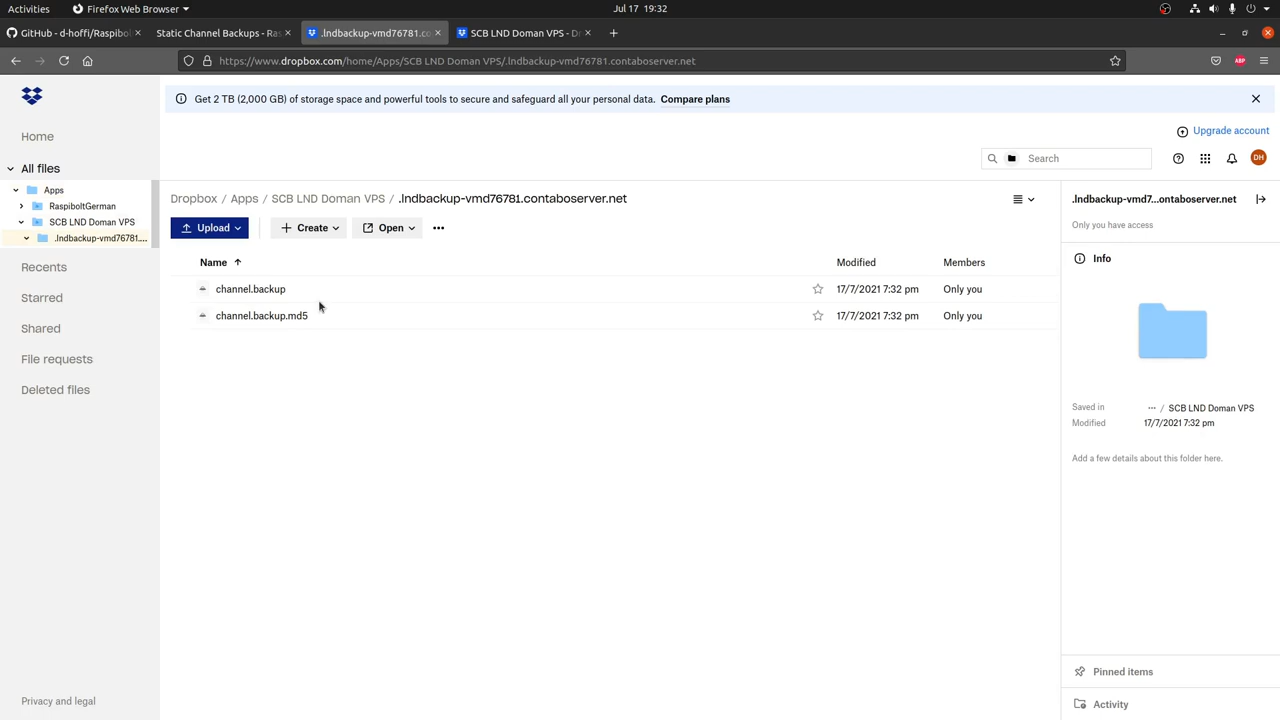 Activities
Firefox Web Browser
Jul 17 19:32
GitHub - d-hoffi/Raspibol
Static Channel Backups - Ras
.lndbackup-vmd76781.co
SCB LND Doman VPS - Dr
https://www.dropbox.com/home/Apps/SCB LND Doman VPS/.lndbackup-vmd76781.contaboserver.net
ABP
Get 2 TB (2,000 GB) of storage space and powerful tools to secure and safeguard all your personal data. Compare plans
Upgrade account
Search
DH
Home
All files
Apps
RaspiboltGerman
SCB LND Doman VPS
.lndbackup-vmd76781....
Recents
Starred
Shared
File requests
Deleted files
Privacy and legal
Dropbox / Apps / SCB LND Doman VPS / .lndbackup-vmd76781.contaboserver.net
Upload
Create
Open
Name Modified Members
channel.backup 17/7/2021 7:32 pm Only you
channel.backup.md5 17/7/2021 7:32 pm Only you
.lndbackup-vmd7...ontaboserver.net
Only you have access
Info
Saved in ... / SCB LND Doman VPS
Modified 17/7/2021 7:32 pm
Add a few details about this folder here.
Pinned items
Activity